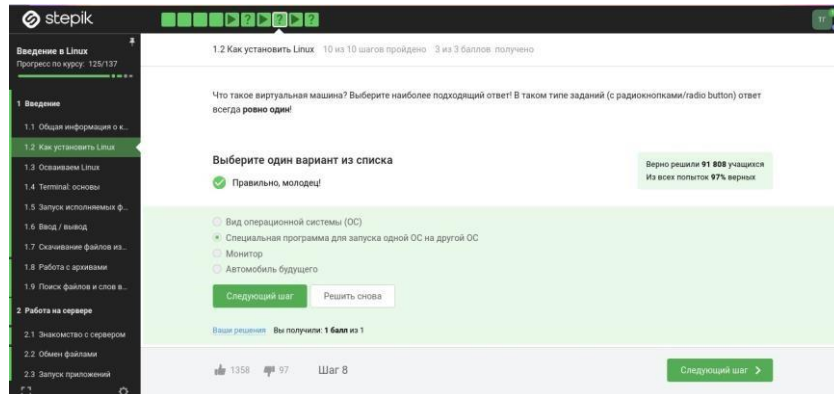 stepik
1Г
Введение в Linux
Прогресс по курсу: 125/137
1 Введение
1.1 Общая информация о к...
1.2 Как установить Linux
1.3 Осваиваем Linux
1.4 Terminal: основы
1.5 Запуск исполняемых ф...
1.6 Ввод / вывод
1.7 Скачивание файлов из...
1.8 Работа с архивами
1.9 Поиск файлов и слов в...
2 Работа на сервере
2.1 Знакомство с сервером
2.2 Обмен файлами
2.3 Запуск приложений
1.2 Как установить Linux 10 из 10 шагов пройдено 3 из 3 баллов получено
Что такое виртуальная машина? Выберите наиболее подходящий ответ! В таком типе заданий (с радиокнопками/radio button) ответ
всегда ровно один!
Выберите один вариант из списка
Правильно, молодец!
Верно решили 91 808 учащихся
Из всех попыток 97% верных
Вид операционной системы (ОС)
Специальная программа для запуска одной ОС на другой ОС
Монитор
Автомобиль будущего
Следующий шаг Решить снова
Ваши решения Вы получили: 1 балл из 1
1358 97 Шаг 8 Следующий шаг